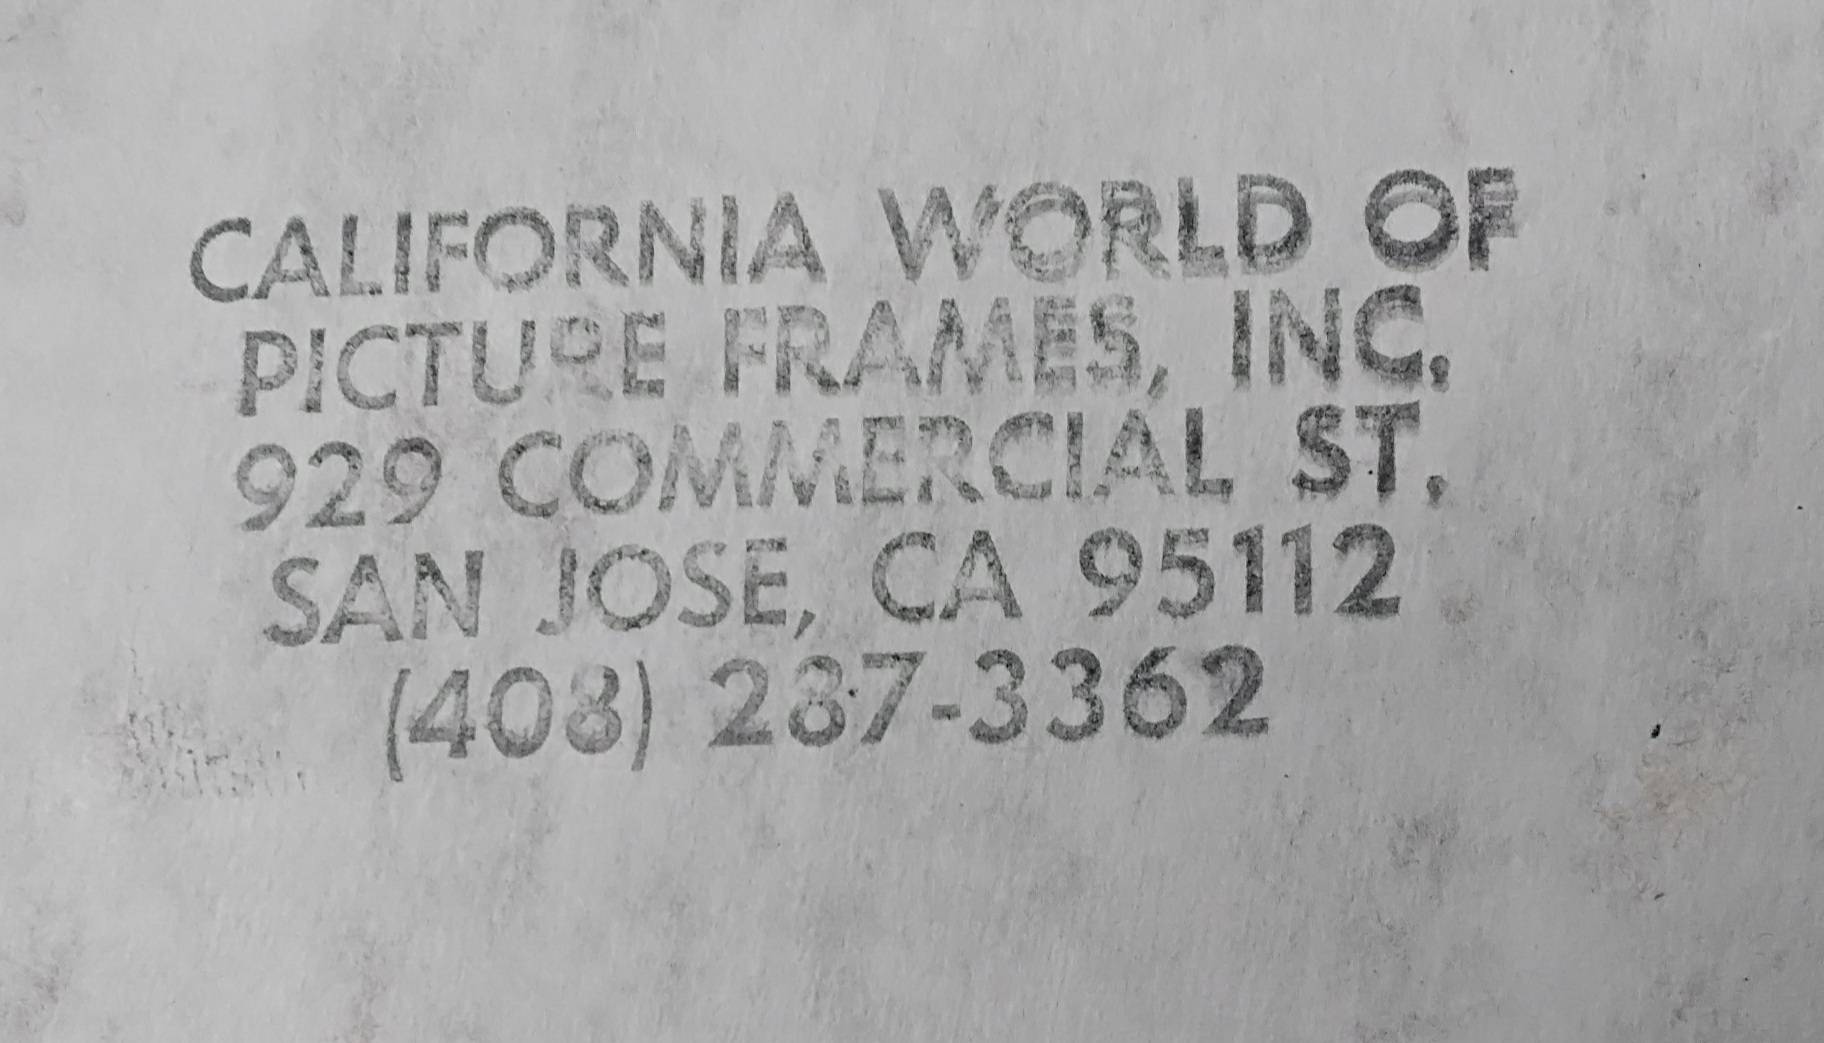 CALIFORNIA WORLD OF
PICTURE FRAMES, INC.
929 COMMERCIAL ST.
SAN JOSE, CA 95112
(408) 287-3362